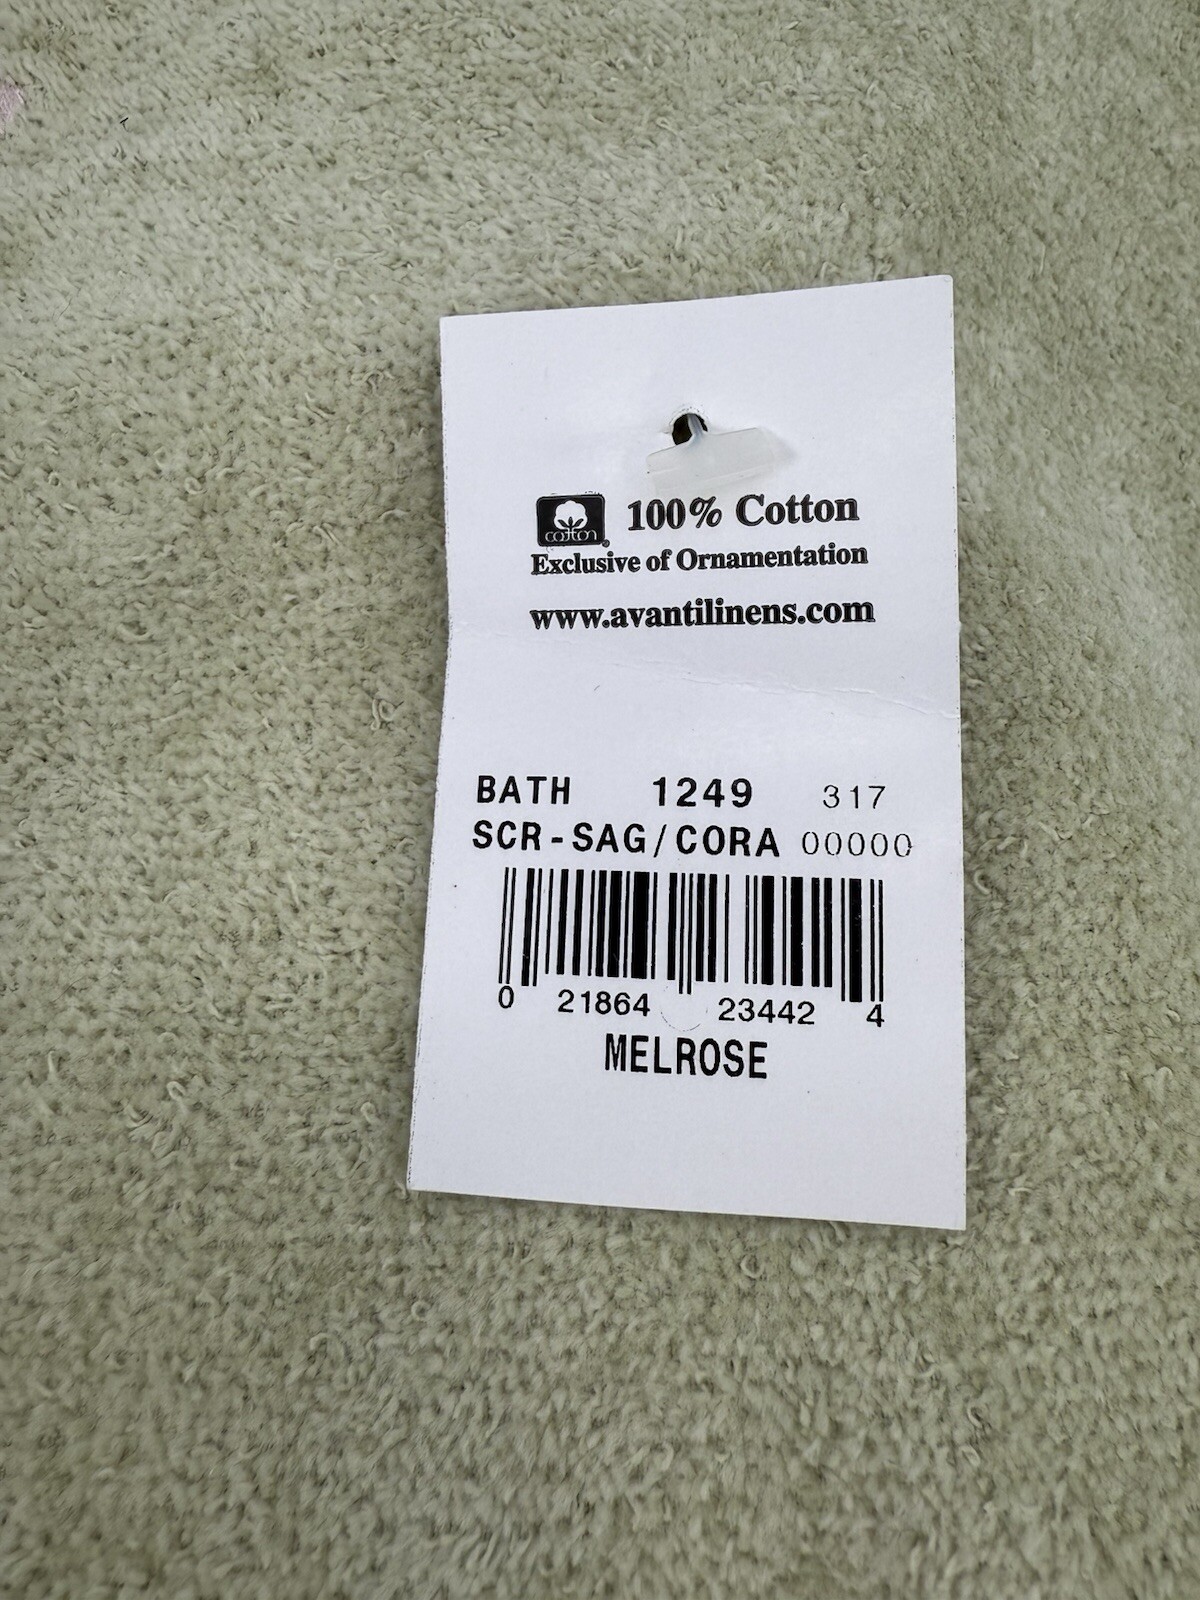 cotton®
100% Cotton
Exclusive of Ornamentation
www.avantilinens.com
BATH 1249 317
SCR-SAG/CORA 00000
0 21864 23442 4
MELROSE